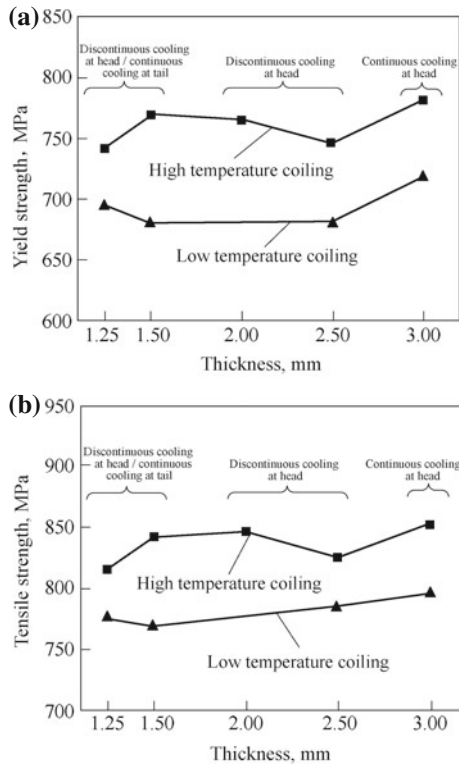 (a)
850
Discontinuous cooling
at head / continuous
cooling at tail
Discontinuous cooling
at head
Continuous cooling
at head
800
750
700
650
600
Yield strength, MPa
High temperature coiling
Low temperature coiling
1.25 1.50 2.00 2.50 3.00
Thickness, mm
(b)
950
Discontinuous cooling
at head / continuous
cooling at tail
Discontinuous cooling
at head
Continuous cooling
at head
900
850
800
750
700
Tensile strength, MPa
High temperature coiling
Low temperature coiling
1.25 1.50 2.00 2.50 3.00
Thickness, mm